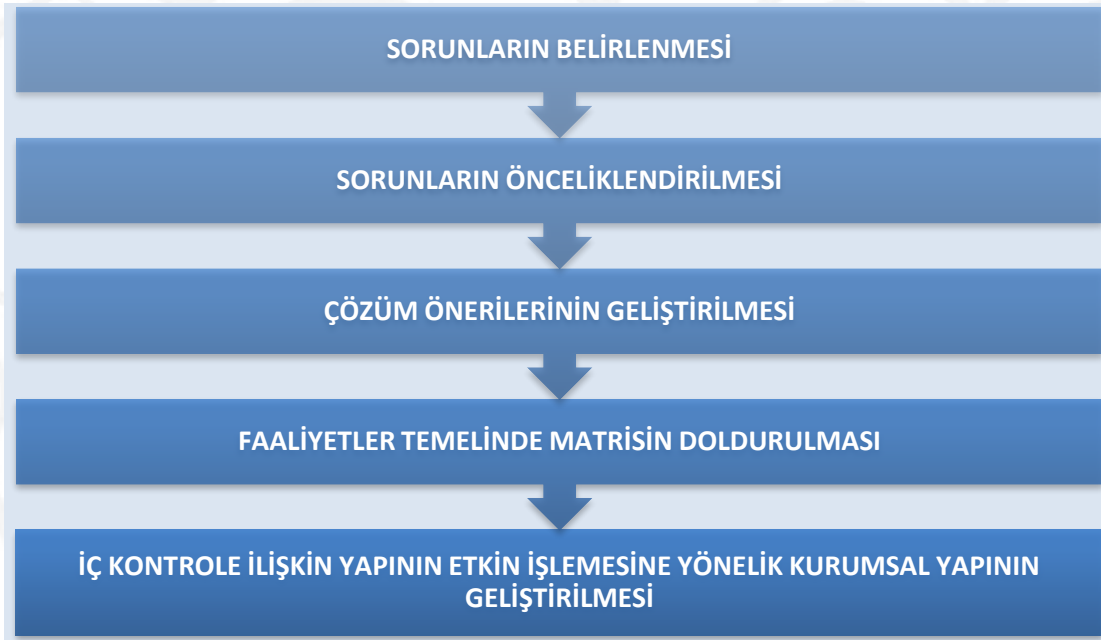 SORUNLARIN BELİRLENMESİ
SORUNLARIN ÖNCELİKLENDİRİLMESİ
ÇÖZÜM ÖNERİLERİNİN GELİŞTİRİLMESİ
FAALİYETLER TEMELİNDE MATRİSİN DOLDURULMASI
İÇ KONTROLE İLİŞKİN YAPININ ETKİN İŞLEMESİNE YÖNELİK KURUMSAL YAPININ
GELİŞTİRİLMESİ